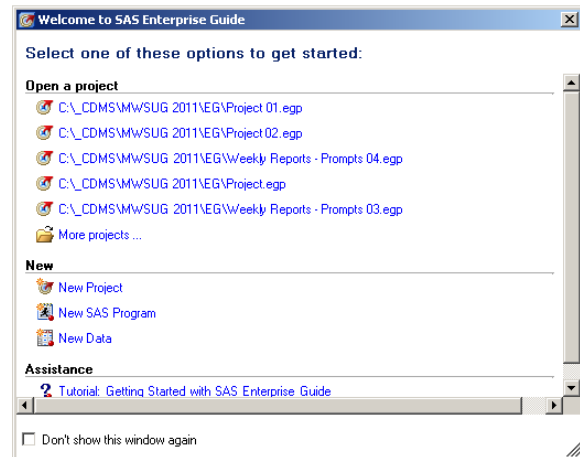 Welcome to SAS Enterprise Guide
Select one of these options to get started:
Open a project
C:\_CDMS\MWSUG 2011\EG\Project 01.egp
C:\_CDMS\MWSUG 2011\EG\Project 02.egp
C:\_CDMS\MWSUG 2011\EG\Weekly Reports - Prompts 04.egp
C:\_CDMS\MWSUG 2011\EG\Project.egp
C:\_CDMS\MWSUG 2011\EG\Weekly Reports - Prompts 03.egp
More projects ...
New
New Project
New SAS Program
New Data
Assistance
Tutorial: Getting Started with SAS Enterprise Guide
Don't show this window again